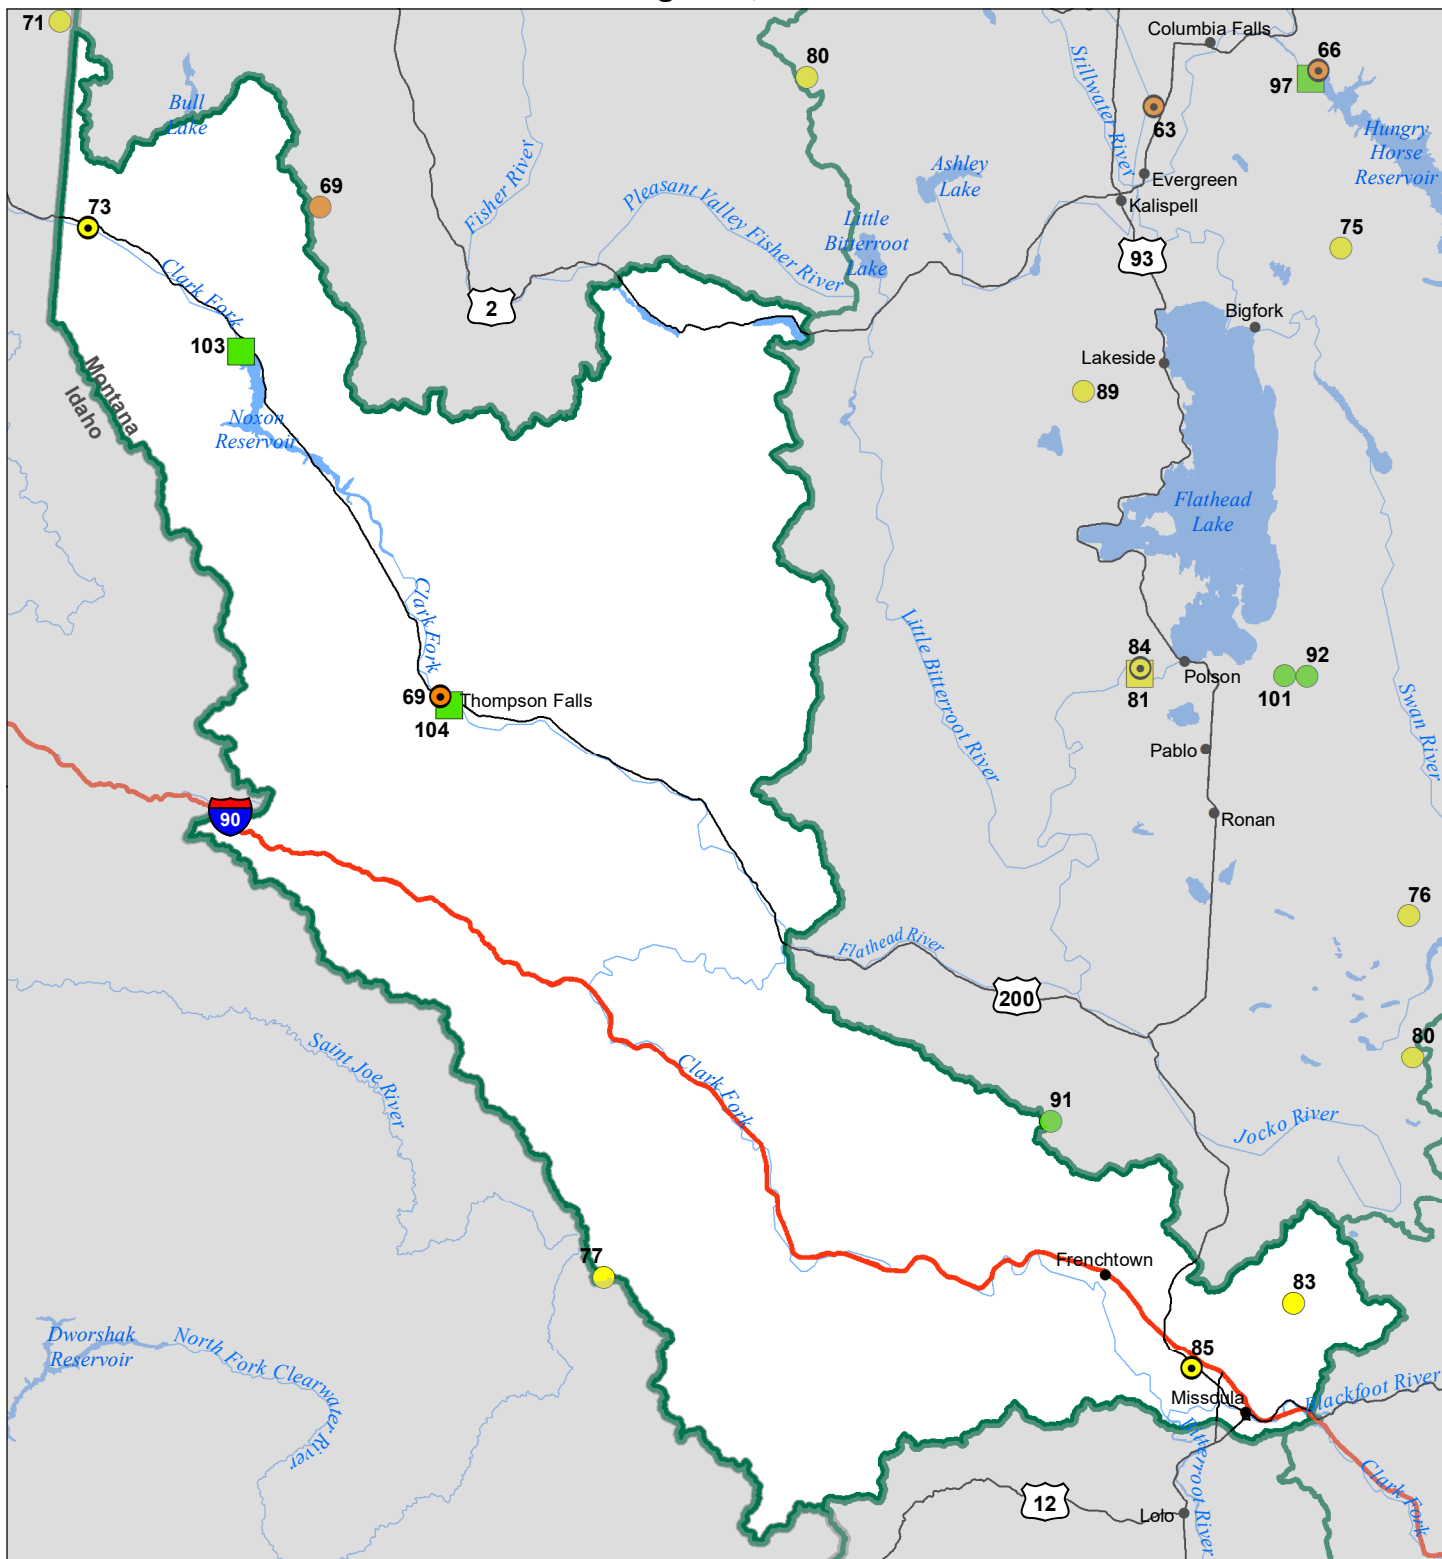 71
80
Columbia Falls
66
97
Stillwater River
63
Bull
Lake
Hungry
Horse
Reservoir
Fisher River
Ashley
Lake
Evergreen
69
Pleasant Valley Fisher River
Kalispell
73
Little
Bitterroot
Lake
75
93
Clark Fork
2
Bigfork
103
Lakeside
Montana
Idaho
89
Noxon
Reservoir
Flathead
Lake
Clark Fork
Little Bitterroot River
84
92
Polson
81
101
69
Thompson Falls
104
Swan River
Pablo
90
Ronan
76
Flathead River
200
Saint Joe River
80
Clark Fork
91
Jocko River
77
Frenchtown
83
Dworshak
Reservoir
North Fork Clearwater
River
85
Missoula
Blackfoot River
Bitterroot River
Clark Fork
12
Lolo